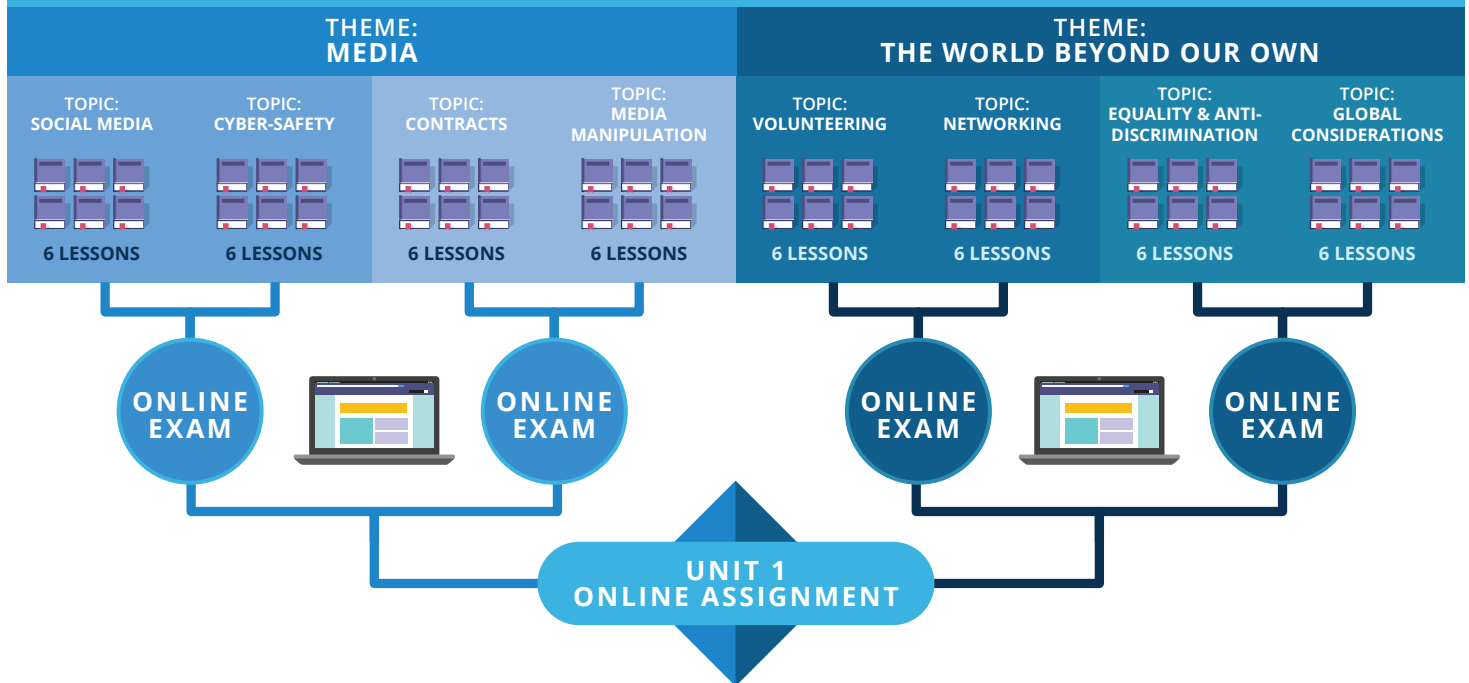 THEME:
MEDIA
THEME:
THE WORLD BEYOND OUR OWN
TOPIC:
SOCIAL MEDIA
6 LESSONS
TOPIC:
CYBER-SAFETY
6 LESSONS
TOPIC:
CONTRACTS
6 LESSONS
TOPIC:
MEDIA
MANIPULATION
6 LESSONS
TOPIC:
VOLUNTEERING
6 LESSONS
TOPIC:
NETWORKING
6 LESSONS
TOPIC:
EQUALITY & ANTI-
DISCRIMINATION
6 LESSONS
TOPIC:
GLOBAL
CONSIDERATIONS
6 LESSONS
ONLINE
EXAM
ONLINE
EXAM
ONLINE
EXAM
ONLINE
EXAM
UNIT 1
ONLINE ASSIGNMENT